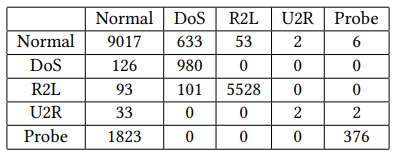 Normal DoS R2L U2R Probe
Normal 9017 633 53 2 6
DoS 126 980 0 0 0
R2L 93 101 5528 0 0
U2R 33 0 0 2 2
Probe 1823 0 0 0 376